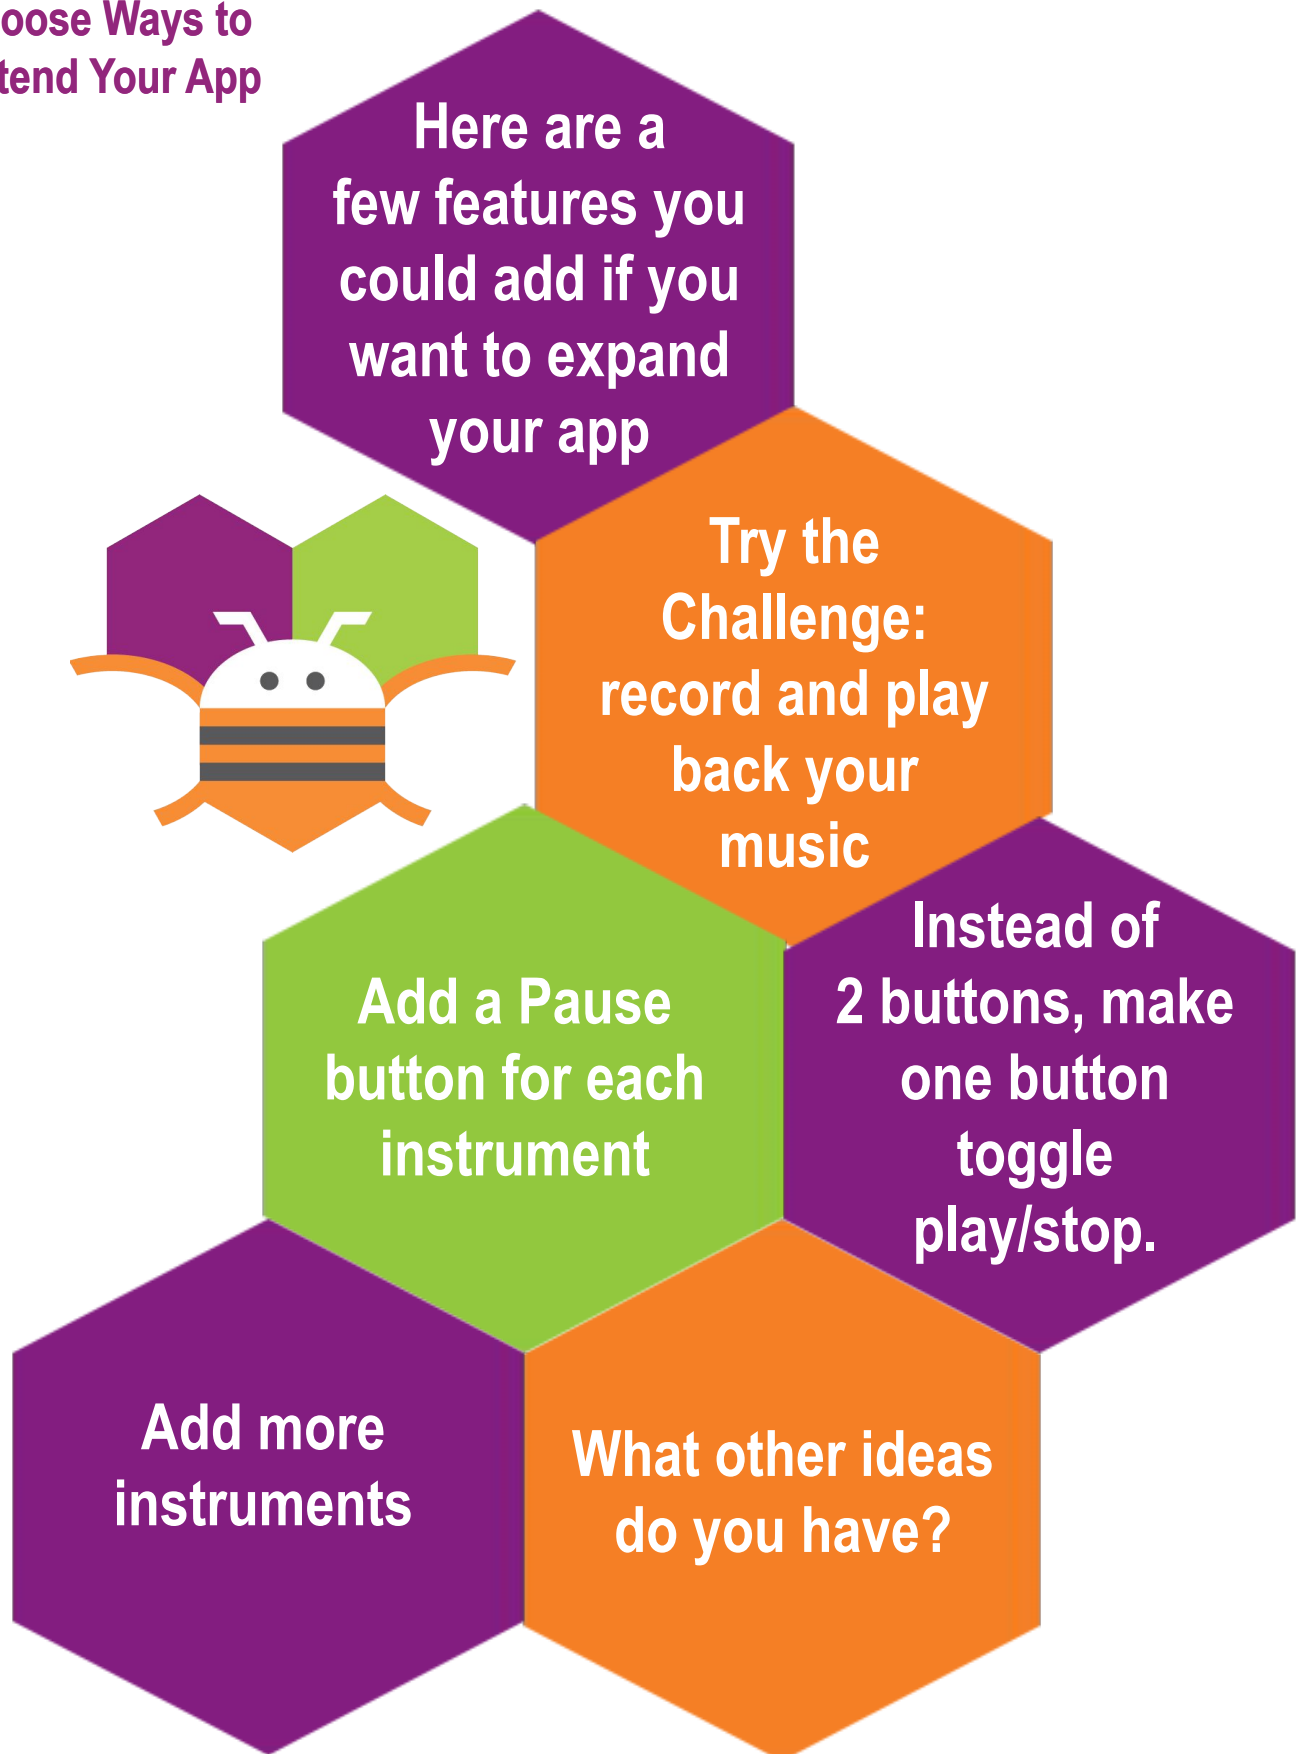 oose Ways to
tend Your App
Here are a
few features you
could add if you
want to expand
your app
Try the
Challenge:
record and play
back your
music
Add a Pause
button for each
instrument
Instead of
2 buttons, make
one button
toggle
play/stop.
Add more
instruments
What other ideas
do you have?